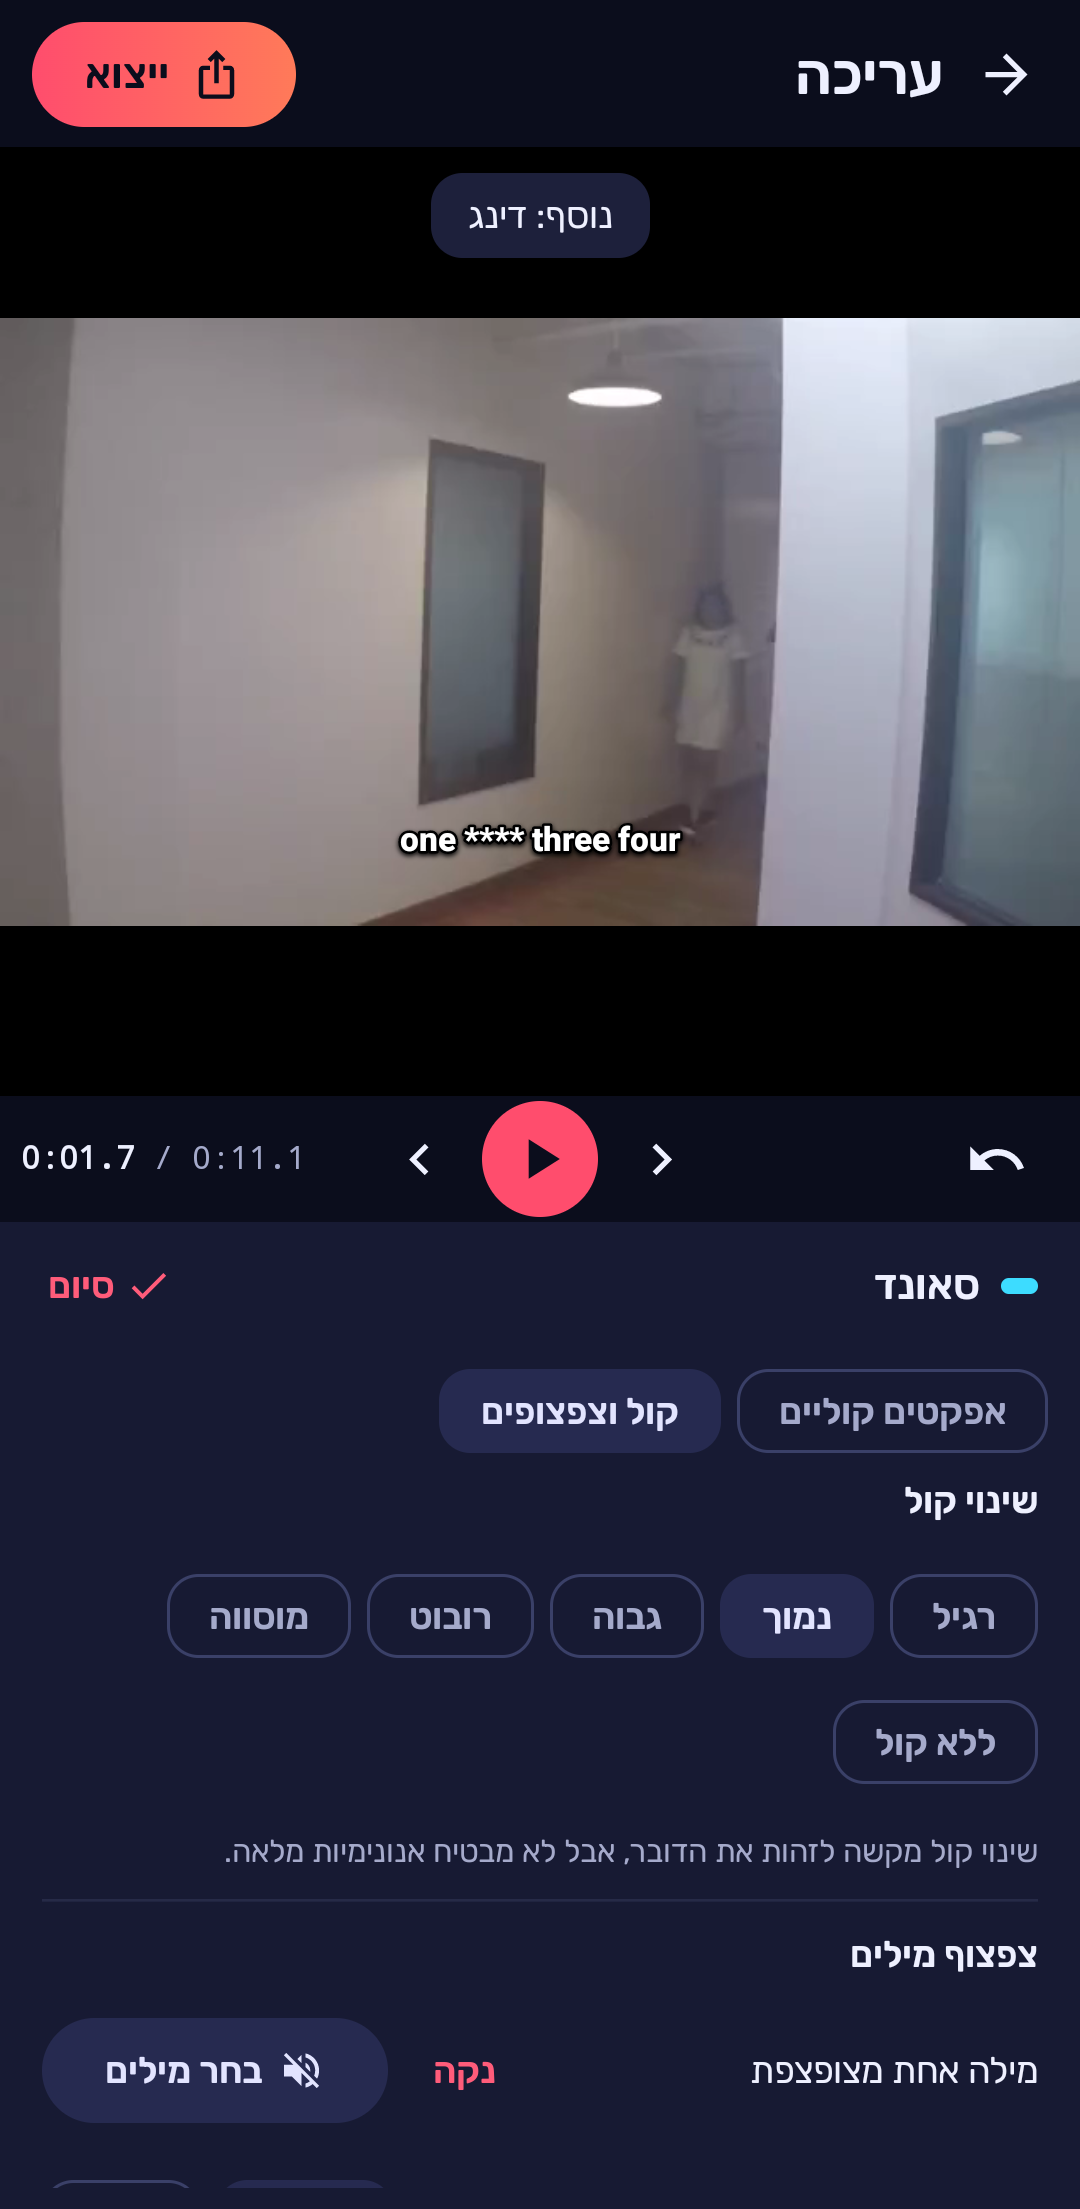 עריכה
ייצוא
נוסף: דינג
one **** three four
0:01.7 / 0:11.1
סאונד
סיום
אפקטים קוליים
קול וצפצופים
שינוי קול
רגיל
נמוך
גבוה
רובוט
מוסווה
ללא קול
שינוי קול מקשה לזהות את הדובר, אבל לא מבטיח אנונימיות מלאה.
צפצוף מילים
מילה אחת מצופצפת
נקה
בחר מילים